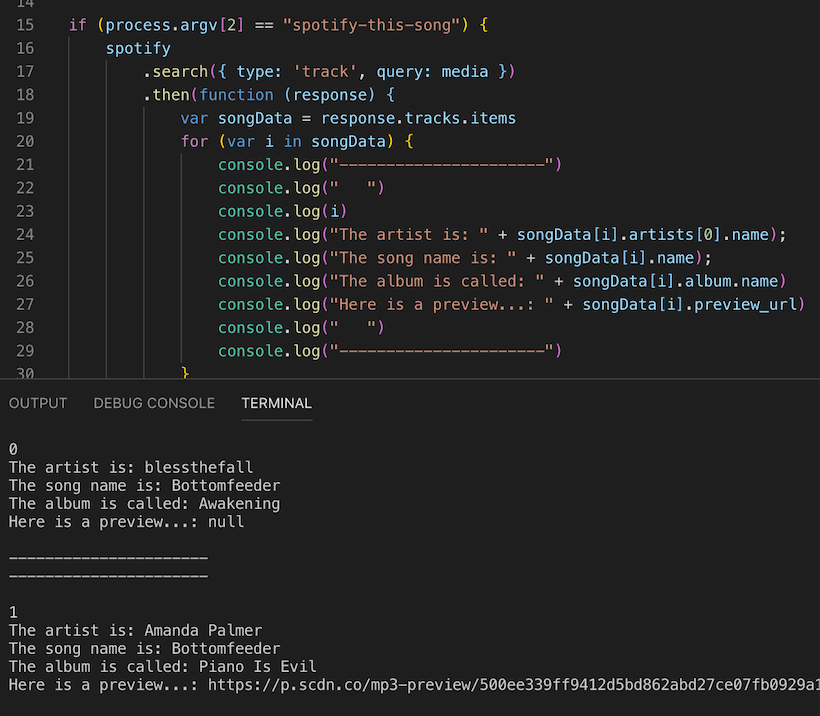 14
15 if (process.argv[2] == "spotify-this-song") {
16 spotify
17 .search({ type: 'track', query: media })
18 .then(function (response) {
19 var songData = response.tracks.items
20 for (var i in songData) {
21 console.log("----------------------")
22 console.log("   ")
23 console.log(i)
24 console.log("The artist is: " + songData[i].artists[0].name);
25 console.log("The song name is: " + songData[i].name);
26 console.log("The album is called: " + songData[i].album.name)
27 console.log("Here is a preview...: " + songData[i].preview_url)
28 console.log("   ")
29 console.log("----------------------")
30 }
OUTPUT DEBUG CONSOLE TERMINAL
0
The artist is: blessthefall
The song name is: Bottomfeeder
The album is called: Awakening
Here is a preview...: null
----------------------
----------------------
1
The artist is: Amanda Palmer
The song name is: Bottomfeeder
The album is called: Piano Is Evil
Here is a preview...: https://p.scdn.co/mp3-preview/500ee339ff9412d5bd862abd27ce07fb0929a1